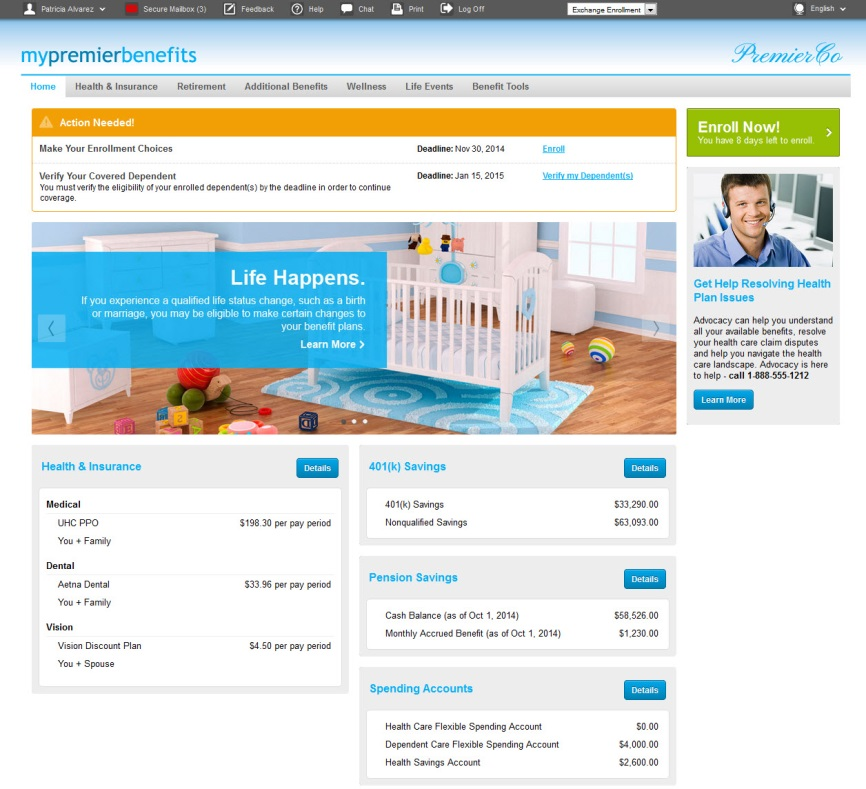 Patricia Alvarez Secure Mailbox (3) Feedback Help Chat Print Log Off Exchange Enrollment English
mypremierbenefits
PremierCo
Home Health & Insurance Retirement Additional Benefits Wellness Life Events Benefit Tools
Action Needed!
Make Your Enrollment Choices Deadline: Nov 30, 2014 Enroll
Verify Your Covered Dependent Deadline: Jan 15, 2015 Verify my Dependent(s)
You must verify the eligibility of your enrolled dependent(s) by the deadline in order to continue
coverage.
Enroll Now!
You have 8 days left to enroll.
Life Happens.
If you experience a qualified life status change, such as a birth
or marriage, you may be eligible to make certain changes to
your benefit plans.
Learn More
Get Help Resolving Health
Plan Issues
Advocacy can help you understand
all your available benefits, resolve
your health care claim disputes
and help you navigate the health
care landscape. Advocacy is here
to help - call 1-888-555-1212
Learn More
Health & Insurance Details
Medical
UHC PPO $198.30 per pay period
You + Family
Dental
Aetna Dental $33.96 per pay period
You + Family
Vision
Vision Discount Plan $4.50 per pay period
You + Spouse
401(k) Savings Details
401(k) Savings $33,290.00
Nonqualified Savings $63,093.00
Pension Savings Details
Cash Balance (as of Oct 1, 2014) $58,526.00
Monthly Accrued Benefit (as of Oct 1, 2014) $1,230.00
Spending Accounts Details
Health Care Flexible Spending Account $0.00
Dependent Care Flexible Spending Account $4,000.00
Health Savings Account $2,600.00